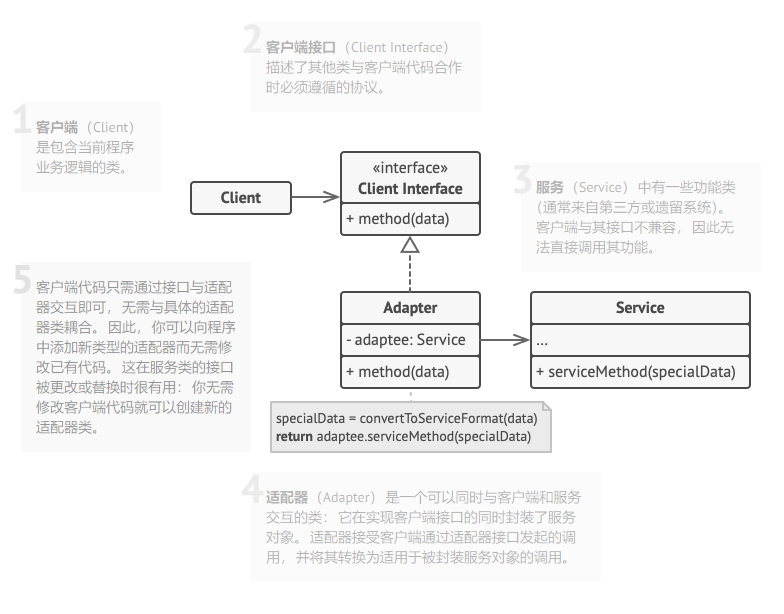 2
客户端接口 (Client Interface)
描述了其他类与客户端代码合作
时必须遵循的协议。
1
客户端 (Client)
是包含当前程序
业务逻辑的类。
«interface»
Client Interface
+ method(data)
Client
3
服务 (Service) 中有一些功能类
(通常来自第三方或遗留系统)。
客户端与其接口不兼容，因此无
法直接调用其功能。
5
客户端代码只需通过接口与适配
器交互即可，无需与具体的适配
器类耦合。因此，你可以向程序
中添加新类型的适配器而无需修
改已有代码。这在服务类的接口
被更改或替换时很有用：你无需
修改客户端代码就可以创建新的
适配器类。
Adapter
- adaptee: Service
+ method(data)
Service
...
+ serviceMethod(specialData)
specialData = convertToServiceFormat(data)
return adaptee.serviceMethod(specialData)
4
适配器 (Adapter) 是一个可以同时与客户端和服务
交互的类：它在实现客户端接口的同时封装了服务
对象。适配器接受客户端通过适配器接口发起的调
用，并将其转换为适用于被封装服务对象的调用。